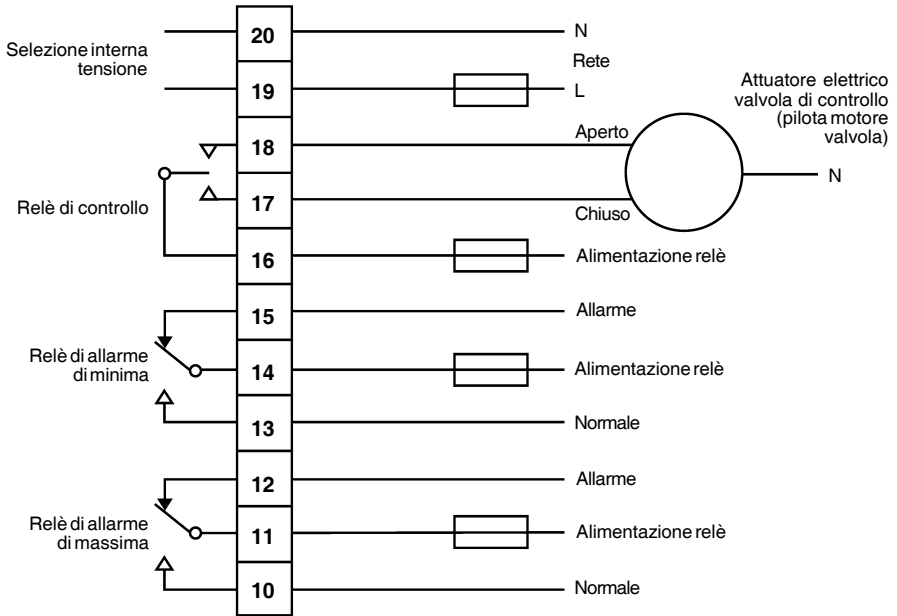 Selezione interna
tensione
20
N
Rete
19
L
Attuatore elettrico
valvola di controllo
(pilota motore
valvola)
18
Aperto
N
Relè di controllo
17
Chiuso
16
Alimentazione relè
15
Allarme
Relè di allarme
di minima
14
Alimentazione relè
13
Normale
12
Allarme
Relè di allarme
di massima
11
Alimentazione relè
10
Normale